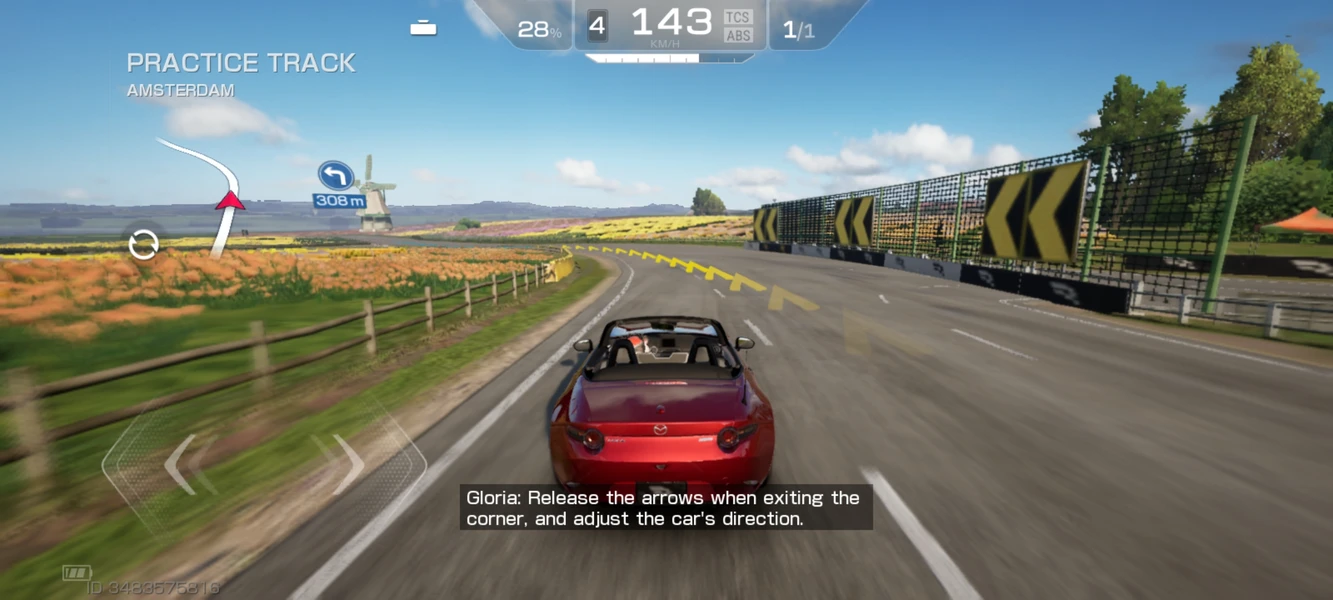 28%
4
143
KM/H
TCS
ABS
1/1
PRACTICE TRACK
AMSTERDAM
308 m
Gloria: Release the arrows when exiting the
corner, and adjust the car's direction.